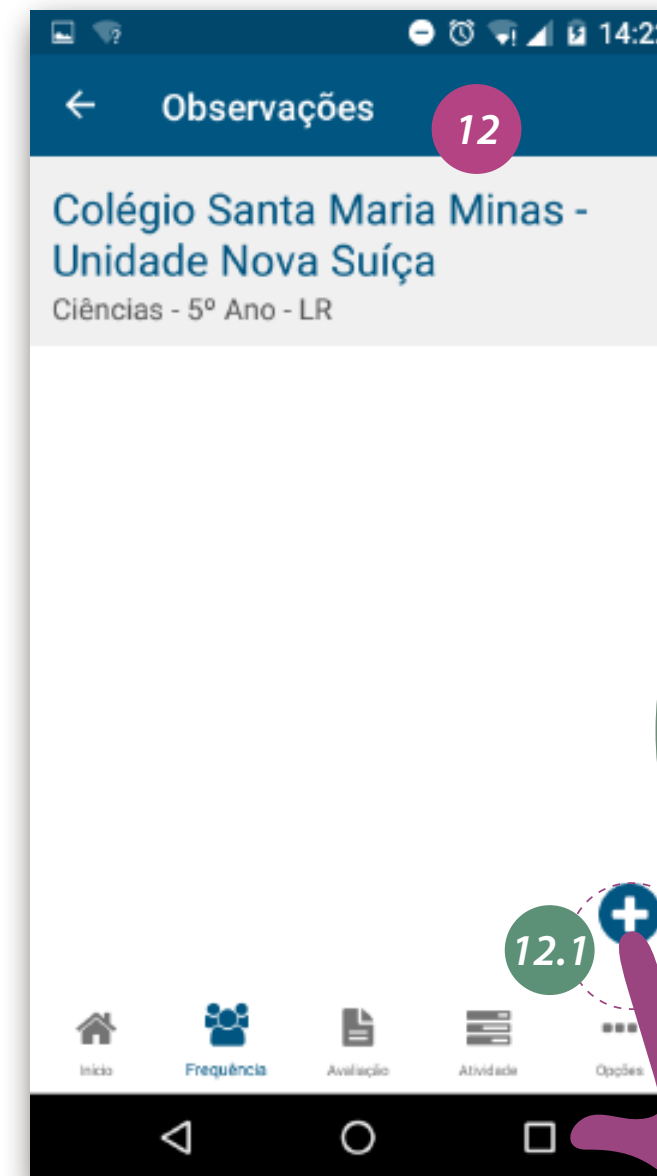 14:22
Observações
12
Colégio Santa Maria Minas -
Unidade Nova Suíça
Ciências - 5º Ano - LR
12.1
Início
Frequência
Avaliação
Atividade
Opções